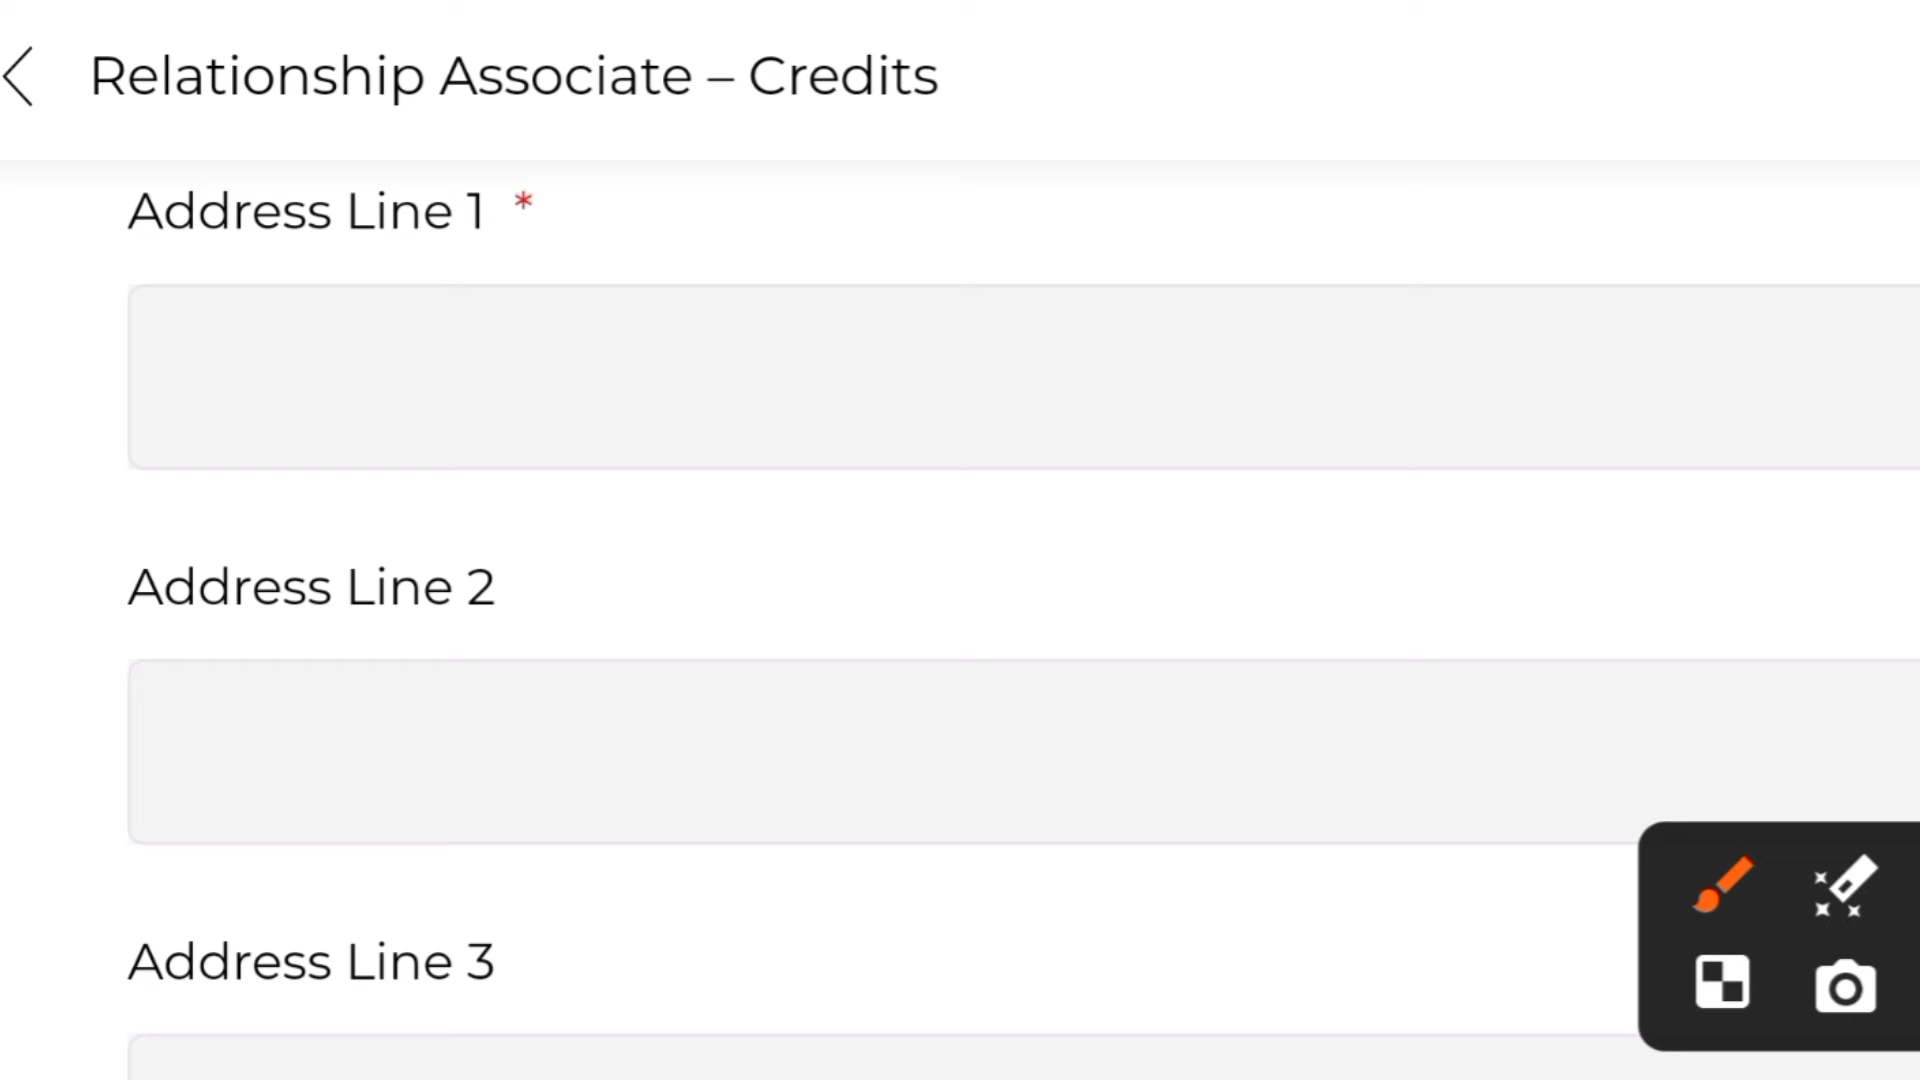 Relationship Associate – Credits
Address Line 1 *
Address Line 2
Address Line 3